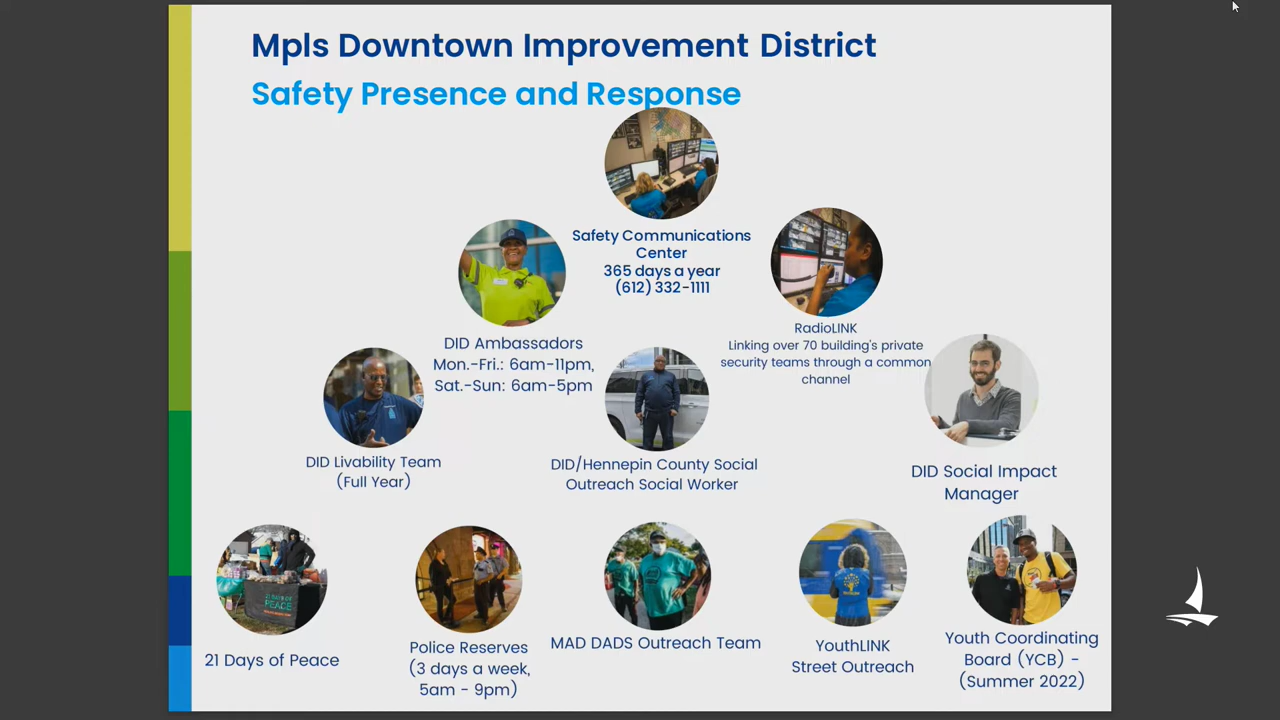 Mpls Downtown Improvement District
Safety Presence and Response
Safety Communications
Center
365 days a year
(612) 332-1111
DID Ambassadors
Mon.-Fri.: 6am-11pm,
Sat.-Sun: 6am-5pm
RadioLINK
Linking over 70 building's private
security teams through a common
channel
DID Livability Team
(Full Year)
DID/Hennepin County Social
Outreach Social Worker
DID Social Impact
Manager
21 DAYS OF
PEACE
21 Days of Peace
Police Reserves
(3 days a week,
5am - 9pm)
MAD DADS Outreach Team
YouthLINK
Street Outreach
Youth Coordinating
Board (YCB) -
(Summer 2022)